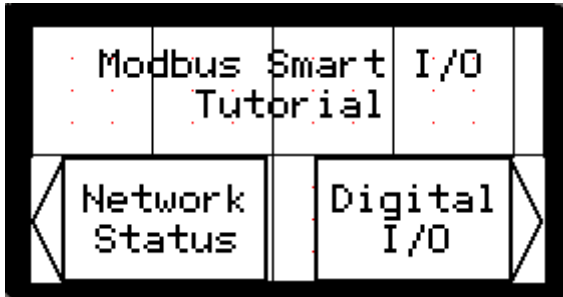 Modbus Smart I/O
Tutorial
Network
Status
Digital
I/O